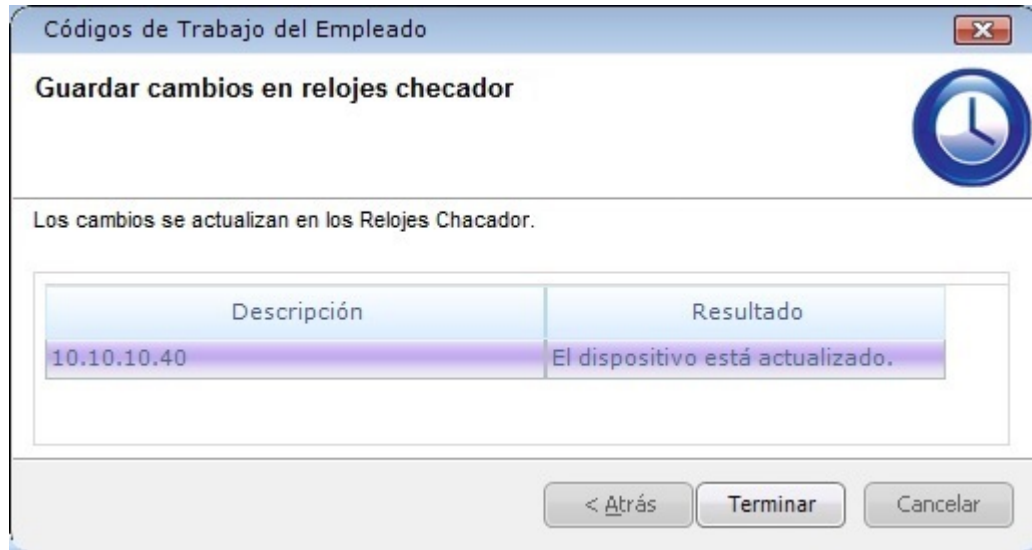 Códigos de Trabajo del Empleado
Guardar cambios en relojes checador
Los cambios se actualizan en los Relojes Chacador.
Descripción Resultado
10.10.10.40 El dispositivo está actualizado.
< Atrás Terminar Cancelar